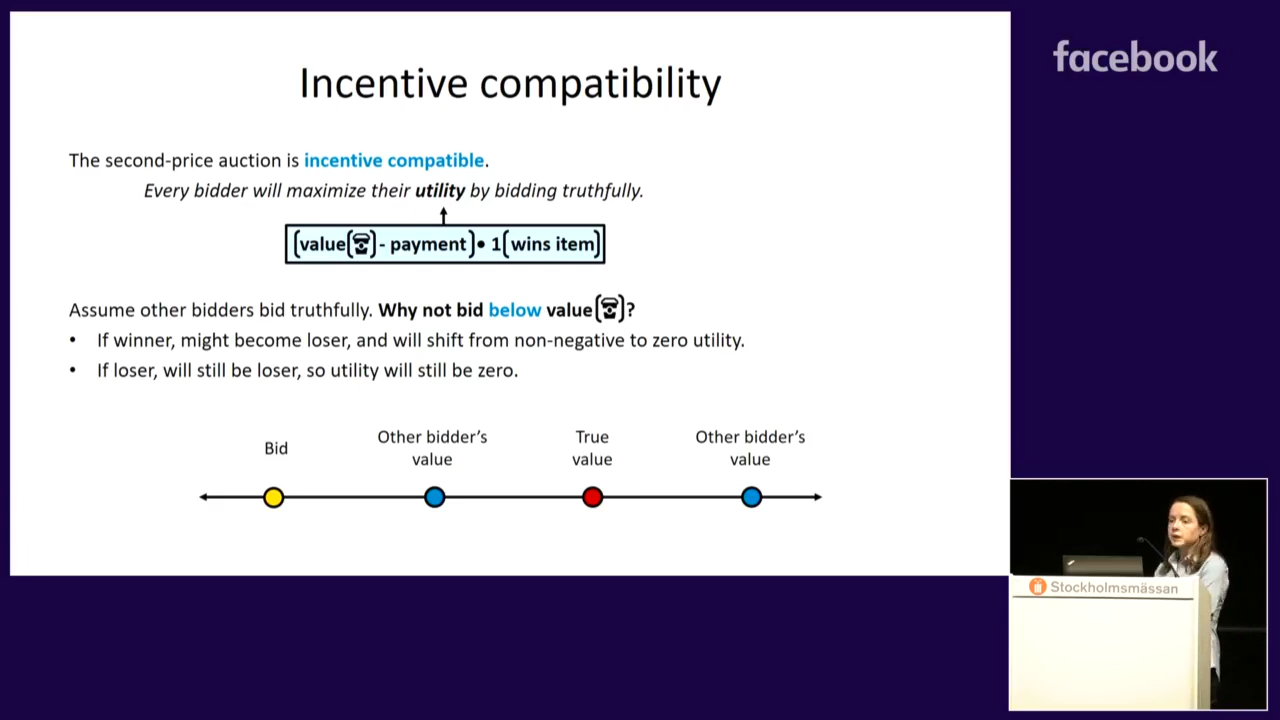 Incentive compatibility
facebook
The second-price auction is incentive compatible.
Every bidder will maximize their utility by bidding truthfully.
(value( ) - payment) • 1(wins item)
Assume other bidders bid truthfully. Why not bid below value( )?
• If winner, might become loser, and will shift from non-negative to zero utility.
• If loser, will still be loser, so utility will still be zero.
Bid
Other bidder's
value
True
value
Other bidder's
value
Stockholmsmässan